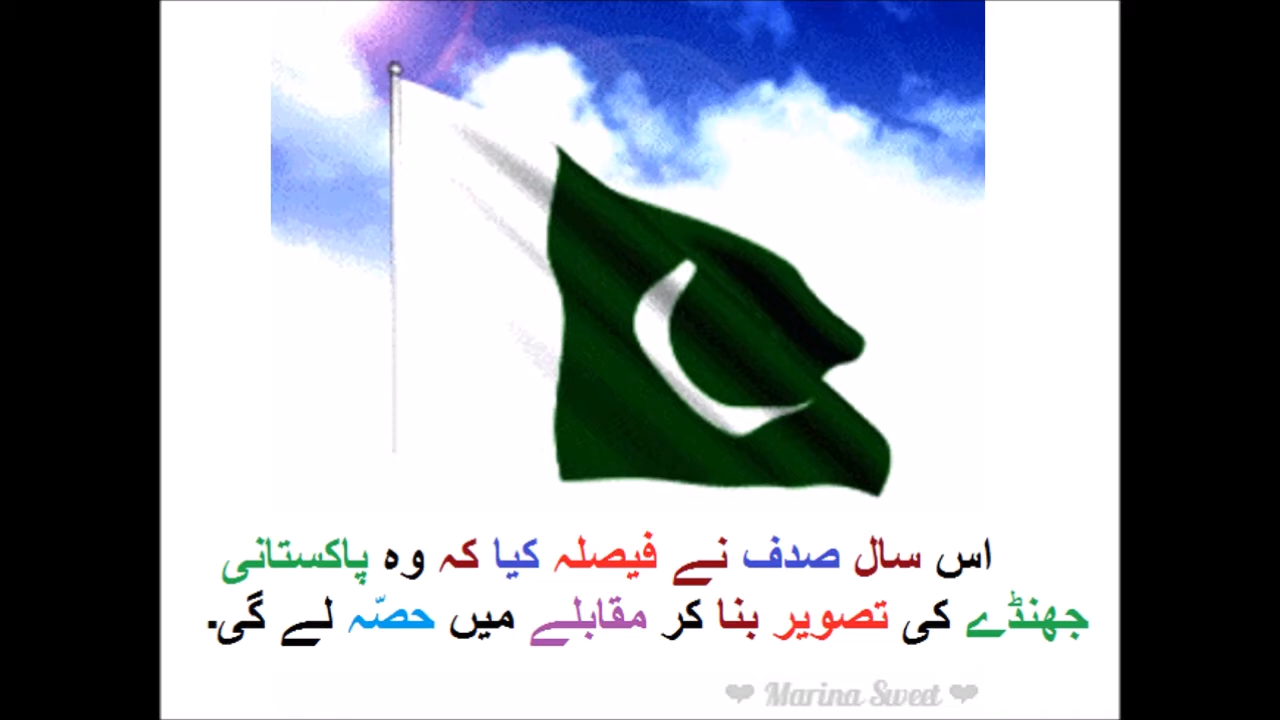 اس سال صدف نے فیصلہ کیا کہ وہ پاکستانی
جھنڈے کی تصویر بنا کر مقابلے میں حصّہ لے گی۔
❤ Marina Sweet ❤